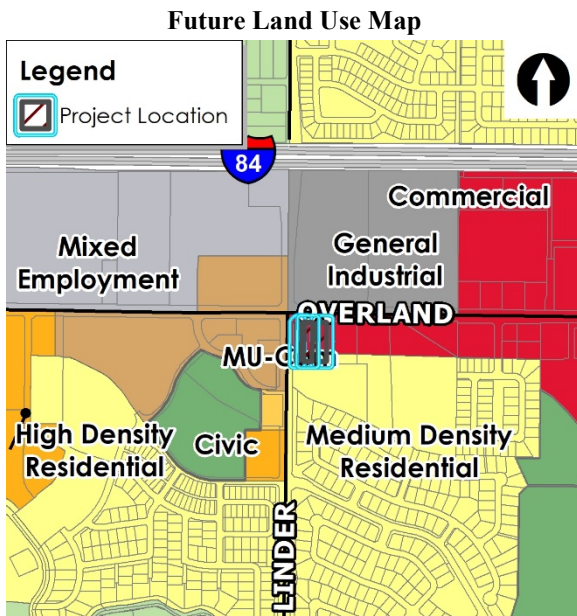 Future Land Use Map
Legend
Project Location
84
Commercial
Mixed
Employment
General
Industrial
OVERLAND
High Density
Residential
Civic
Medium Density
Residential
LINDER